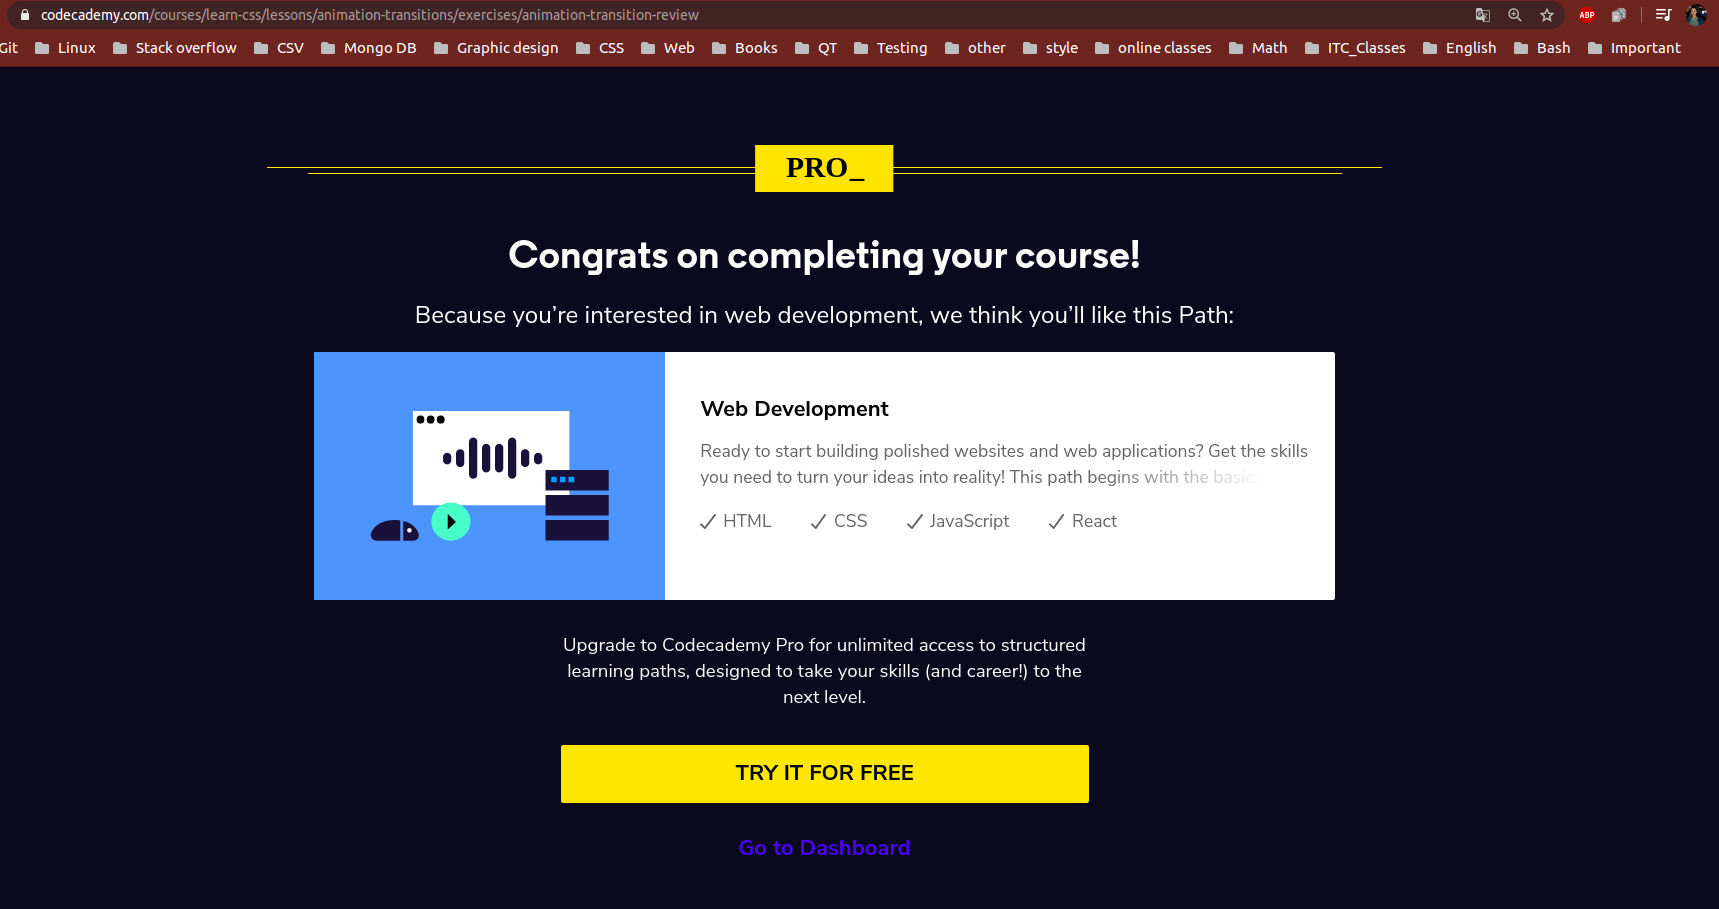 codecademy.com/courses/learn-css/lessons/animation-transitions/exercises/animation-transition-review
ABP
Git Linux Stack overflow CSV Mongo DB Graphic design CSS Web Books QT Testing other style online classes Math ITC_Classes English Bash Important
PRO_
Congrats on completing your course!
Because you’re interested in web development, we think you’ll like this Path:
Web Development
Ready to start building polished websites and web applications? Get the skills
you need to turn your ideas into reality! This path begins with the basics
HTML CSS JavaScript React
Upgrade to Codecademy Pro for unlimited access to structured
learning paths, designed to take your skills (and career!) to the
next level.
TRY IT FOR FREE
Go to Dashboard